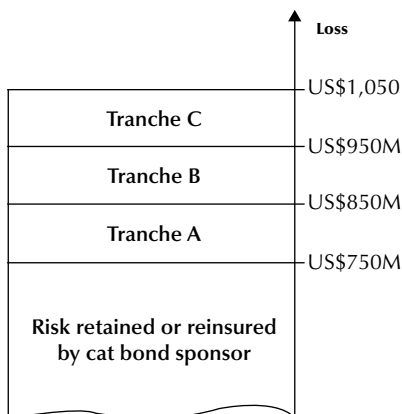 Loss
US$1,050
Tranche C
US$950M
Tranche B
US$850M
Tranche A
US$750M
Risk retained or reinsured
by cat bond sponsor